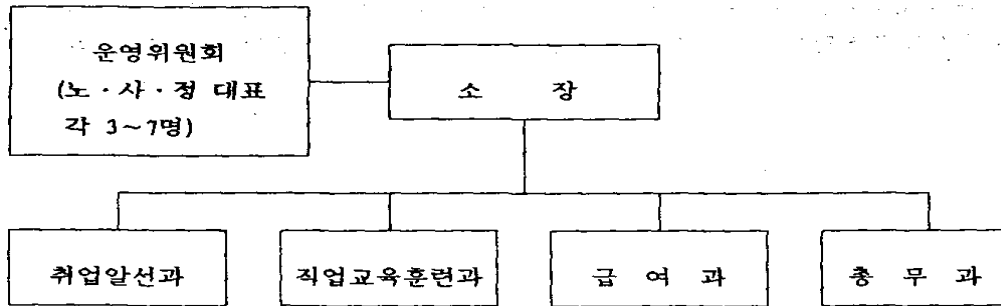 운영위원회
(노·사·정 대표
각 3~7명)
소 장
취업알선과
직업교육훈련과
급 여 과
총 무 과